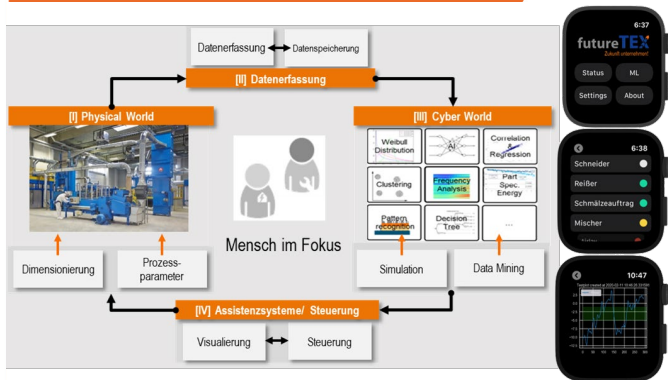 Datenerfassung
Datenspeicherung
[II] Datenerfassung
[I] Physical World
[III] Cyber World
Weibull
Distribution
AI
Correlation
&
Regression
Clustering
Frequency
Analysis
Part
Spec.
Energy
Pattern
recognition
Decision
Tree
...
Mensch im Fokus
Dimensionierung
Prozess-
parameter
Simulation
Data Mining
[IV] Assistenzsysteme/ Steuerung
Visualierung
Steuerung
6:37
futureTEX
Zukunft unternehmen!
Status
ML
Settings
About
6:38
Schneider
Reißer
Schmälzeauftrag
Mischer
10:47